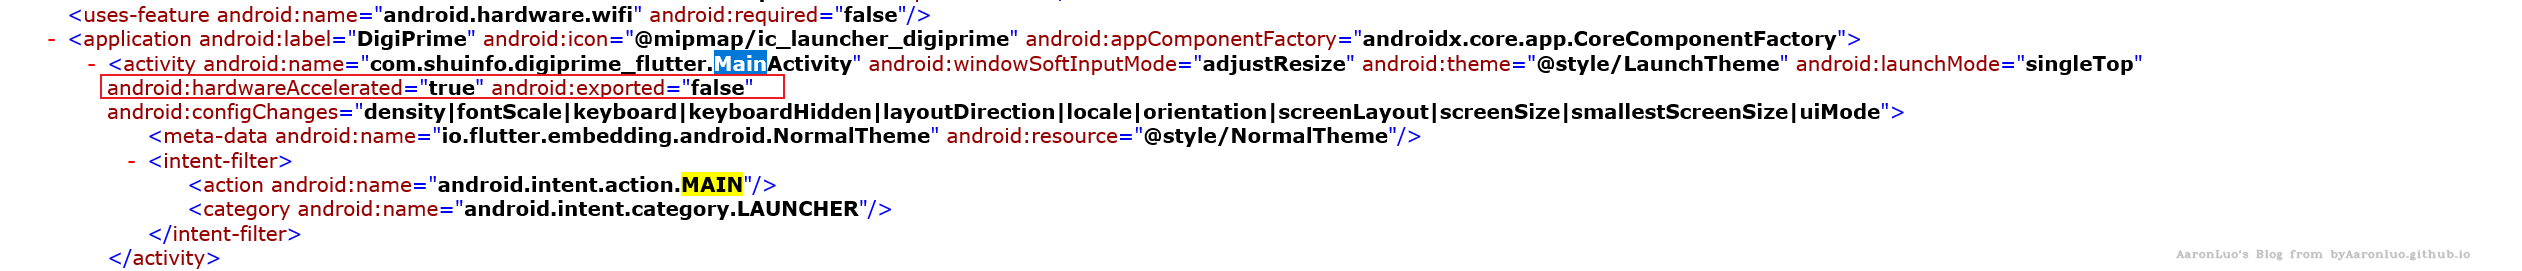 <uses-feature android:name="android.hardware.wifi" android:required="false"/>
- <application android:label="DigiPrime" android:icon="@mipmap/ic_launcher_digiprime" android:appComponentFactory="androidx.core.app.CoreComponentFactory">
- <activity android:name="com.shuinfo.digiprime_flutter.MainActivity" android:windowSoftInputMode="adjustResize" android:theme="@style/LaunchTheme" android:launchMode="singleTop"
android:hardwareAccelerated="true" android:exported="false"
android:configChanges="density|fontScale|keyboard|keyboardHidden|layoutDirection|locale|orientation|screenLayout|screenSize|smallestScreenSize|uiMode">
<meta-data android:name="io.flutter.embedding.android.NormalTheme" android:resource="@style/NormalTheme"/>
- <intent-filter>
<action android:name="android.intent.action.MAIN"/>
<category android:name="android.intent.category.LAUNCHER"/>
</intent-filter>
</activity>
AaronLuo's Blog from byAaronluo.github.io